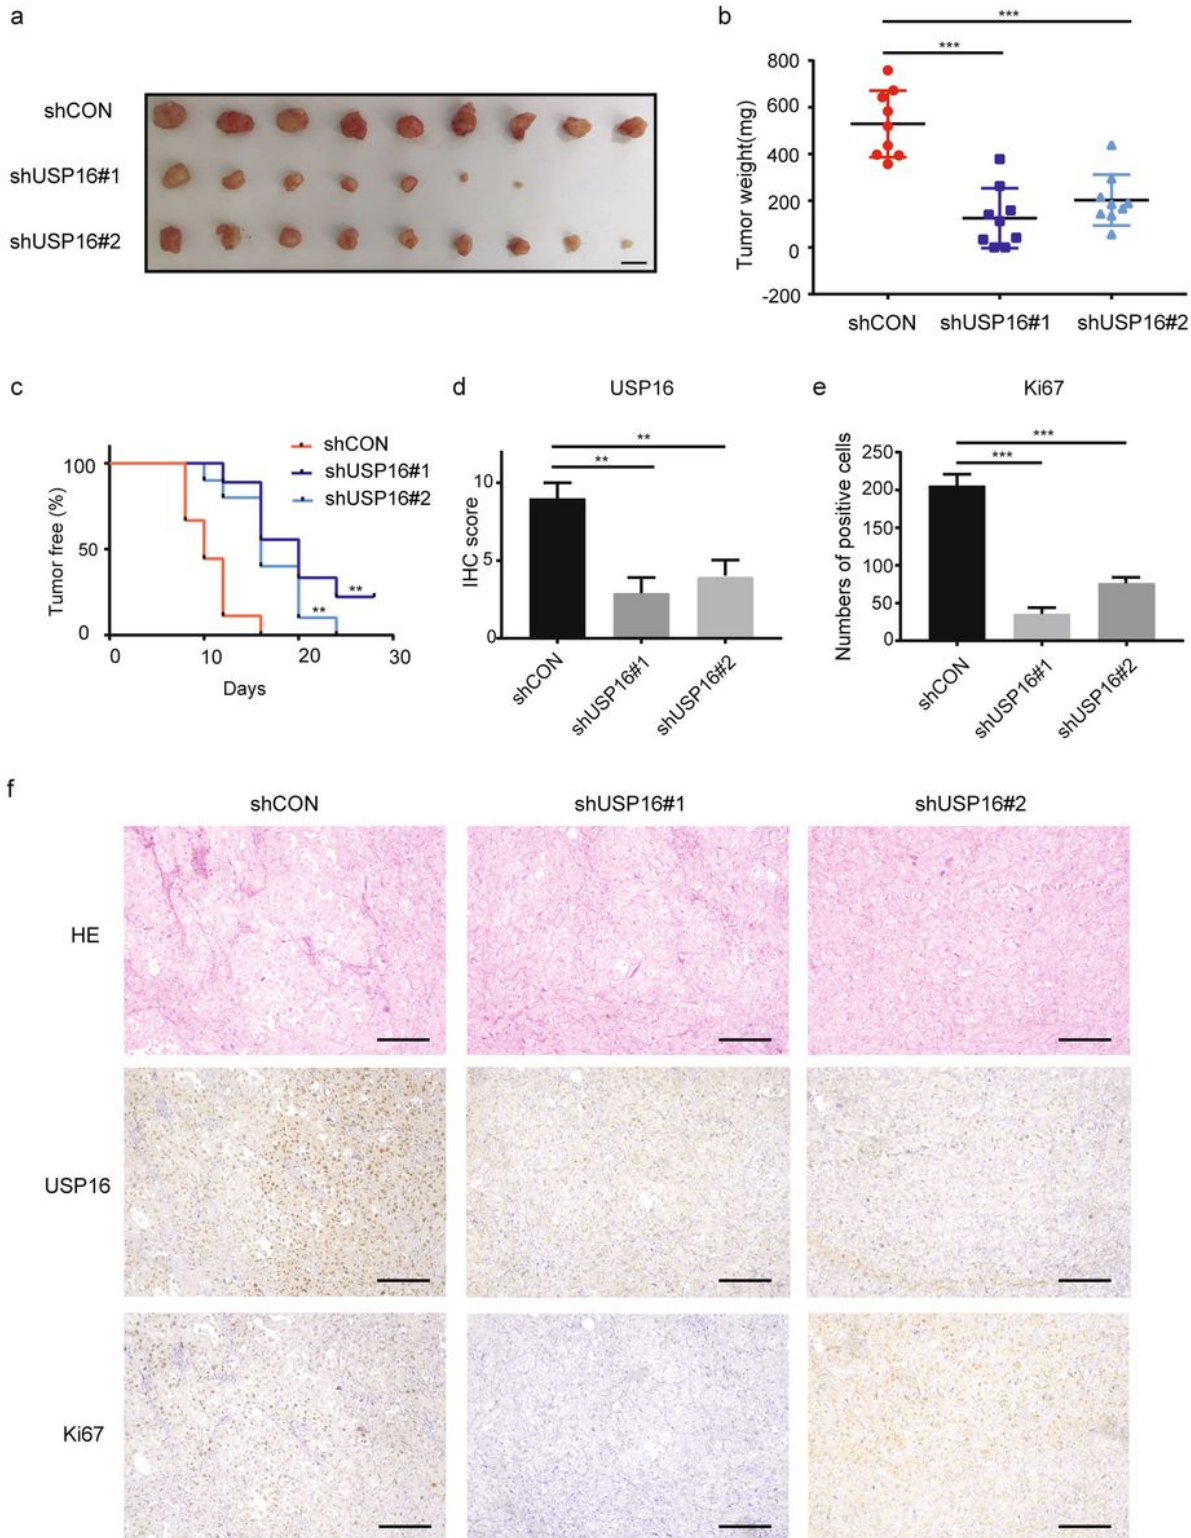 a
shCON
shUSP16#1
shUSP16#2
b
***
***
800
600
400
200
0
-200
Tumor weight(mg)
shCON shUSP16#1 shUSP16#2
c
Tumor free (%)
100
50
0
0 10 20 30
Days
shCON
shUSP16#1
shUSP16#2
**
**
d
USP16
**
**
IHC score
10
5
0
shCON
shUSP16#1
shUSP16#2
e
Ki67
***
***
Numbers of positive cells
250
200
150
100
50
0
shCON
shUSP16#1
shUSP16#2
f
shCON shUSP16#1 shUSP16#2
HE
USP16
Ki67